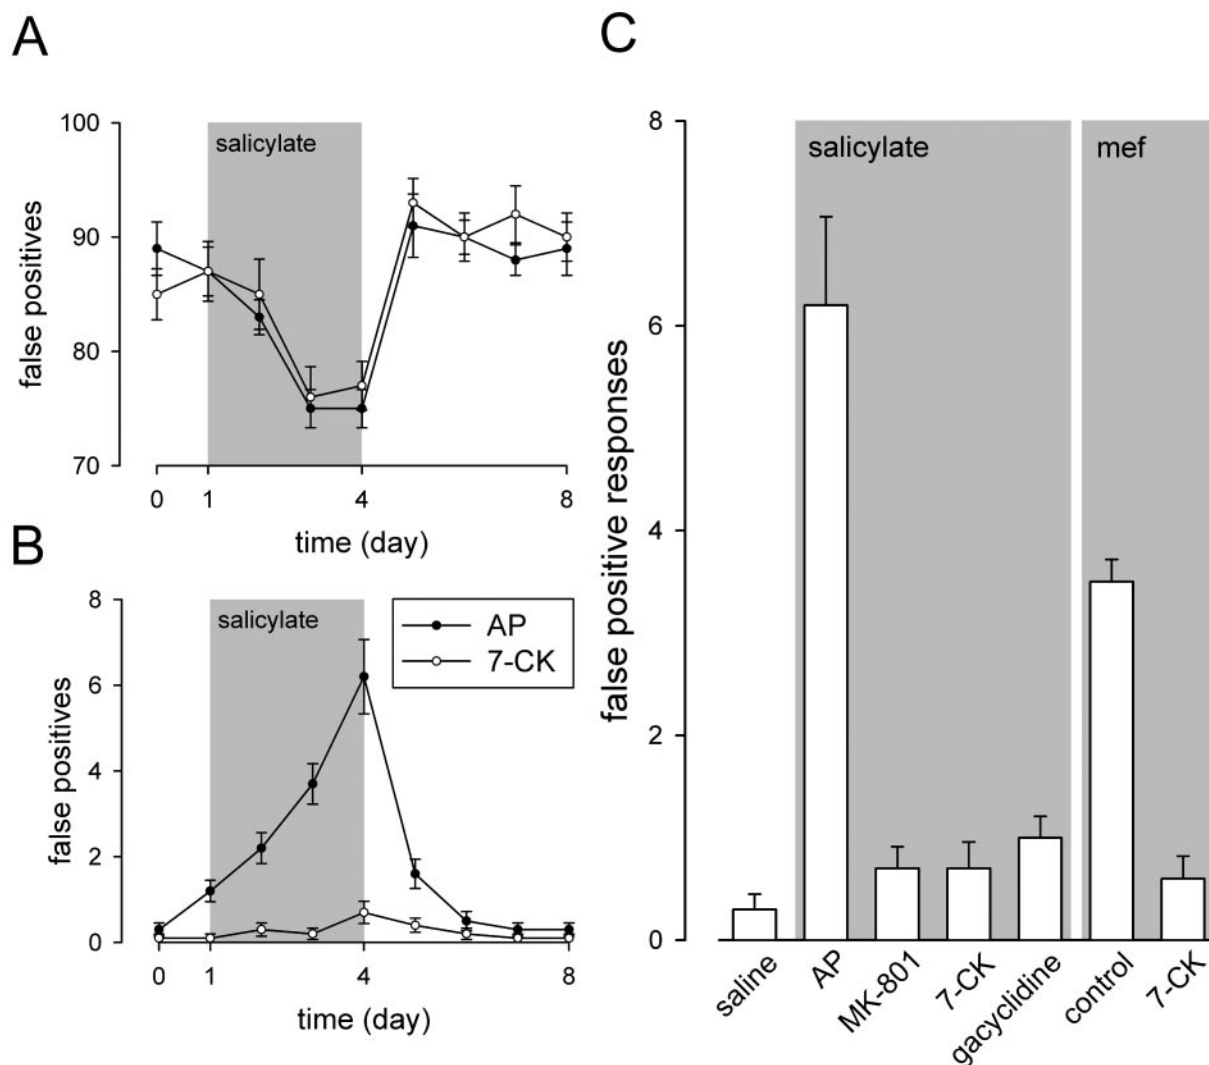 A
100
90
80
70
false positives
salicylate
0 1 4 8
time (day)
B
8
6
4
2
0
false positives
salicylate
AP
7-CK
0 1 4 8
time (day)
C
8
6
4
2
0
false positive responses
salicylate
mef
saline
AP
MK-801
7-CK
gacyclidine
control
7-CK